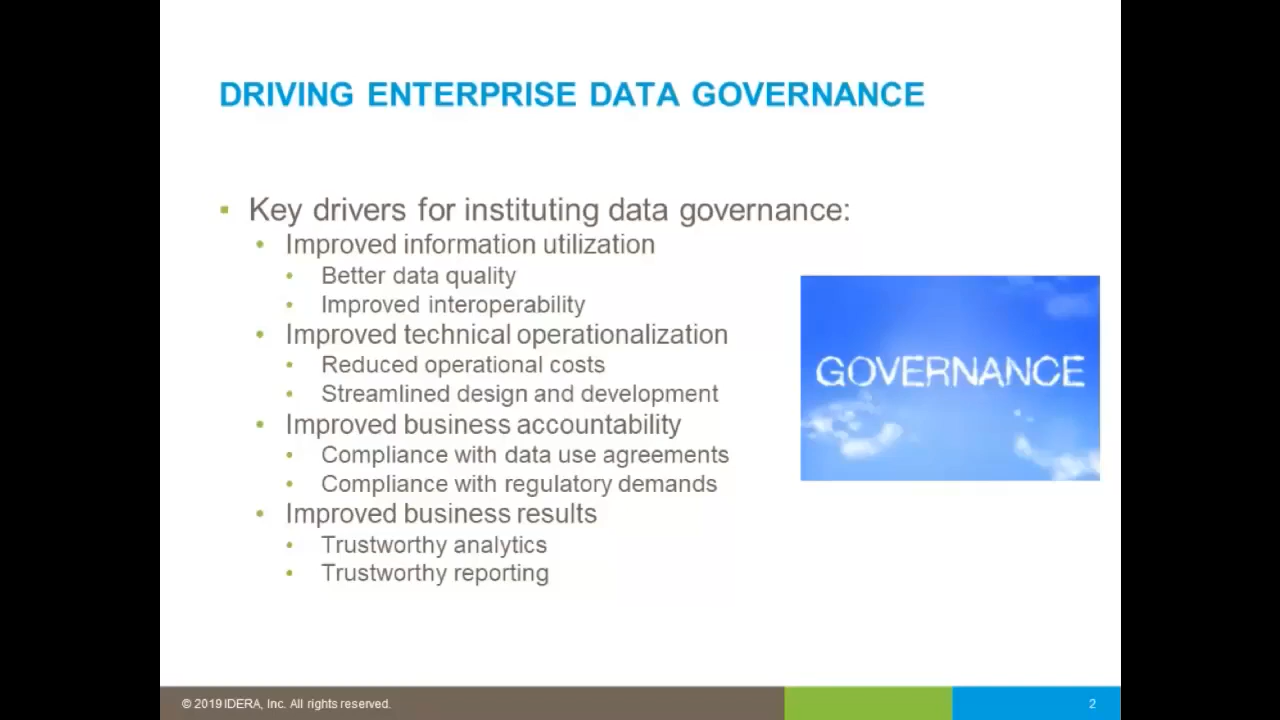 DRIVING ENTERPRISE DATA GOVERNANCE
Key drivers for instituting data governance:
Improved information utilization
Better data quality
Improved interoperability
Improved technical operationalization
Reduced operational costs
Streamlined design and development
Improved business accountability
Compliance with data use agreements
Compliance with regulatory demands
Improved business results
Trustworthy analytics
Trustworthy reporting
GOVERNANCE
© 2019 IDERA, Inc. All rights reserved.
2